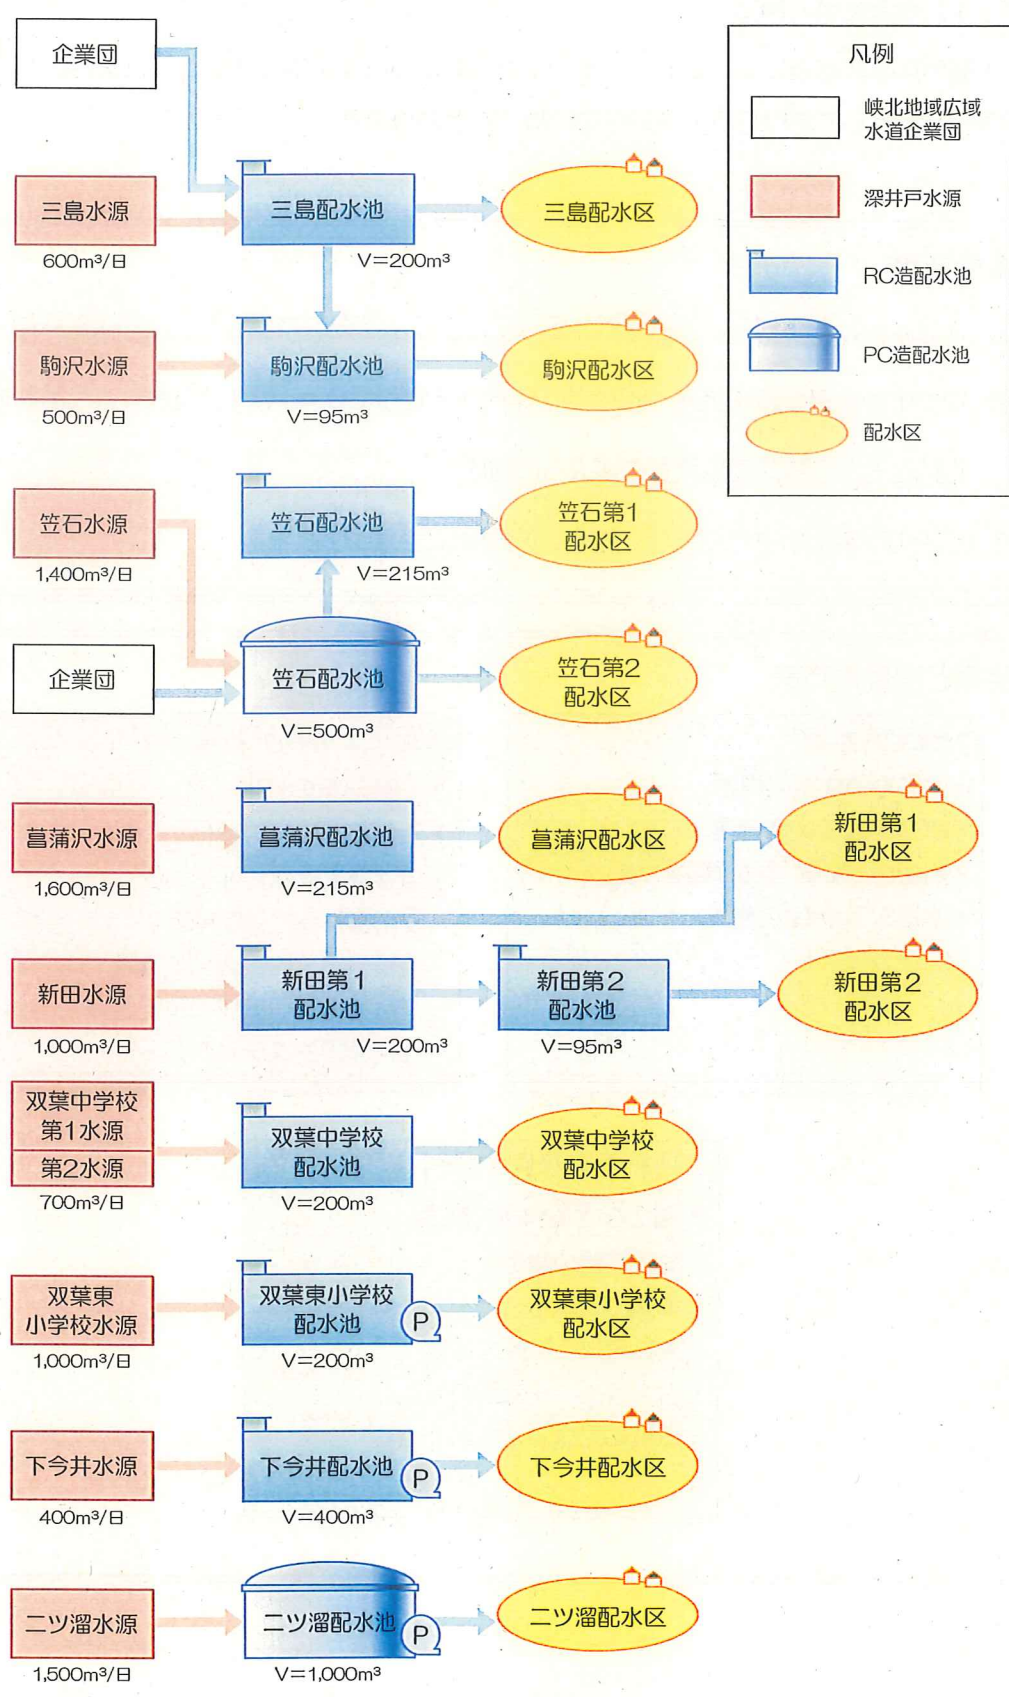 企業団
三島水源
600m³/日
三島配水池
V=200m³
三島配水区
駒沢水源
500m³/日
駒沢配水池
V=95m³
駒沢配水区
笠石水源
1,400m³/日
笠石配水池
V=215m³
笠石第1
配水区
企業団
笠石配水池
V=500m³
笠石第2
配水区
菖蒲沢水源
1,600m³/日
菖蒲沢配水池
V=215m³
菖蒲沢配水区
新田第1
配水区
新田水源
1,000m³/日
新田第1
配水池
V=200m³
新田第2
配水池
V=95m³
新田第2
配水区
双葉中学校
第1水源
第2水源
700m³/日
双葉中学校
配水池
V=200m³
双葉中学校
配水区
双葉東
小学校水源
1,000m³/日
双葉東小学校
配水池
P
V=200m³
双葉東小学校
配水区
下今井水源
400m³/日
下今井配水池
P
V=400m³
下今井配水区
二ツ溜水源
1,500m³/日
二ツ溜配水池
P
V=1,000m³
二ツ溜配水区
凡例
峡北地域広域
水道企業団
深井戸水源
RC造配水池
PC造配水池
配水区